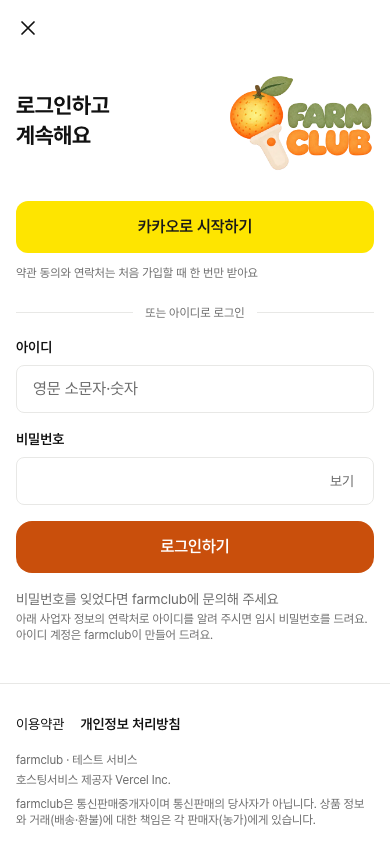 로그인하고
계속해요
FARM
CLUB
카카오로 시작하기
약관 동의와 연락처는 처음 가입할 때 한 번만 받아요
또는 아이디로 로그인
아이디
영문 소문자·숫자
비밀번호
보기
로그인하기
비밀번호를 잊었다면 farmclub에 문의해 주세요
아래 사업자 정보의 연락처로 아이디를 알려 주시면 임시 비밀번호를 드려요.
아이디 계정은 farmclub이 만들어 드려요.
이용약관 개인정보 처리방침
farmclub · 테스트 서비스
호스팅서비스 제공자 Vercel Inc.
farmclub은 통신판매중개자이며 통신판매의 당사자가 아닙니다. 상품 정보
와 거래(배송·환불)에 대한 책임은 각 판매자(농가)에게 있습니다.